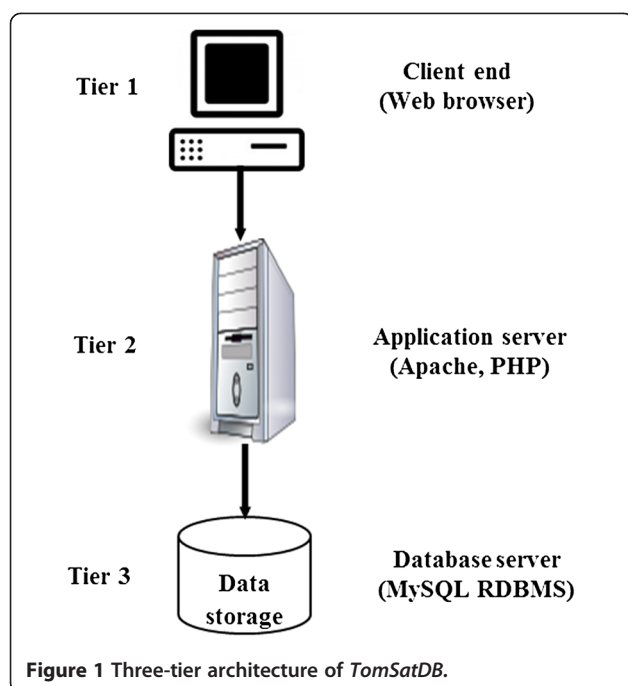 Tier 1
Client end
(Web browser)
Tier 2
Application server
(Apache, PHP)
Tier 3
Data
storage
Database server
(MySQL RDBMS)
Figure 1 Three-tier architecture of TomSatDB.